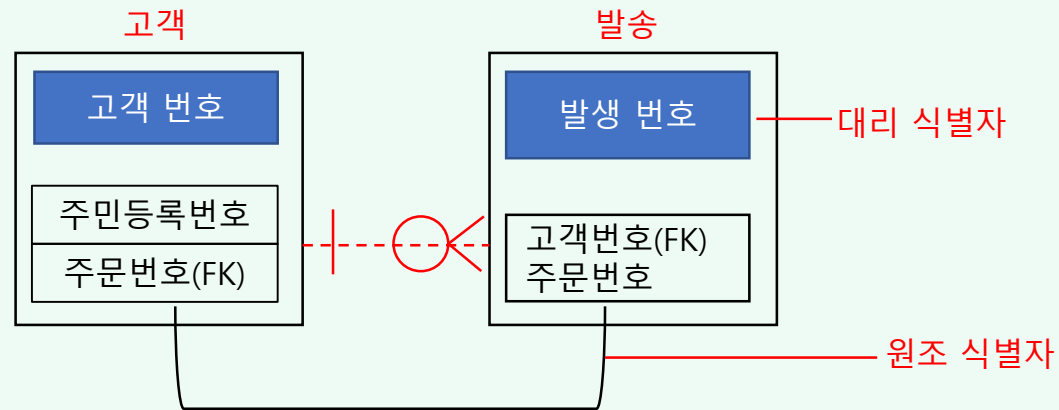 고객
고객 번호
주민등록번호
주문번호(FK)
발송
발생 번호
고객번호(FK)
주문번호
대리 식별자
원조 식별자